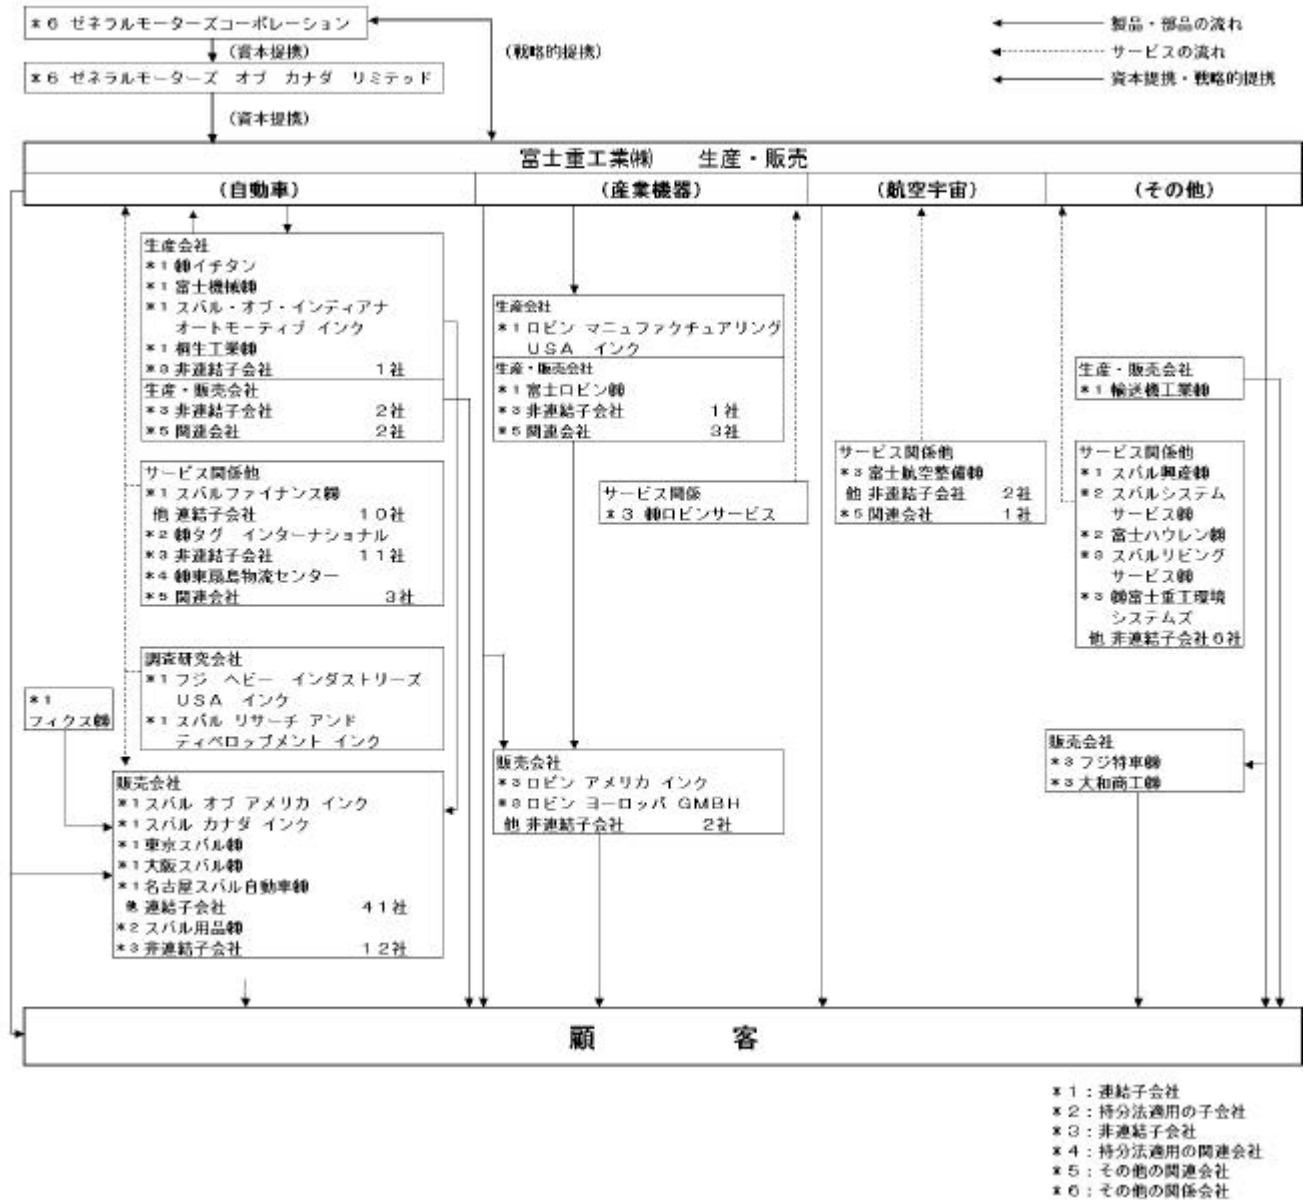 *6 ゼネラルモーターズコーポレーション
(資本提携)
(戦略的提携)
*6 ゼネラルモーターズ オブ カナダ リミテッド
(資本提携)
製品・部品の流れ
サービスの流れ
資本提携・戦略的提携
富士重工業㈱ 生産・販売
(自動車) (産業機器) (航空宇宙) (その他)
生産会社
*1 ㈱イチタン
*1 富士機械㈱
*1 スバル・オブ・インディアナ
オートモーティブ インク
*1 桐生工業㈱
*3 非連結子会社 1社
生産・販売会社
*3 非連結子会社 2社
*5 関連会社 2社
サービス関係他
*1 スバルファイナンス㈱
他 連結子会社 10社
*2 ㈱タグ インターナショナル
*3 非連結子会社 11社
*4 ㈱東扇島物流センター
*5 関連会社 3社
調査研究会社
*1 フジ ヘビー インダストリーズ
USA インク
*1 スバル リサーチ アンド
ディベロップメント インク
*1
フィクス㈱
販売会社
*1 スバル オブ アメリカ インク
*1 スバル カナダ インク
*1 東京スバル㈱
*1 大阪スバル㈱
*1 名古屋スバル自動車㈱
他 連結子会社 41社
*2 スバル用品㈱
*3 非連結子会社 12社
生産会社
*1 ロビン マニュファクチュアリング
USA インク
生産・販売会社
*1 富士ロビン㈱
*3 非連結子会社 1社
*5 関連会社 3社
サービス関係
*3 ㈱ロビンサービス
販売会社
*3 ロビン アメリカ インク
*3 ロビン ヨーロッパ GMBH
他 非連結子会社 2社
サービス関係他
*3 富士航空整備㈱
他 非連結子会社 2社
*5 関連会社 1社
生産・販売会社
*1 輸送機工業㈱
サービス関係他
*1 スバル興産㈱
*2 スバルシステム
サービス㈱
*2 富士ハウレン㈱
*3 スバルリビング
サービス㈱
*3 ㈱富士重工環境
システムズ
他 非連結子会社6社
販売会社
*3 フジ特車㈱
*3 大和商工㈱
顧 客
*1:連結子会社
*2:持分法適用の子会社
*3:非連結子会社
*4:持分法適用の関連会社
*5:その他の関連会社
*6:その他の関係会社